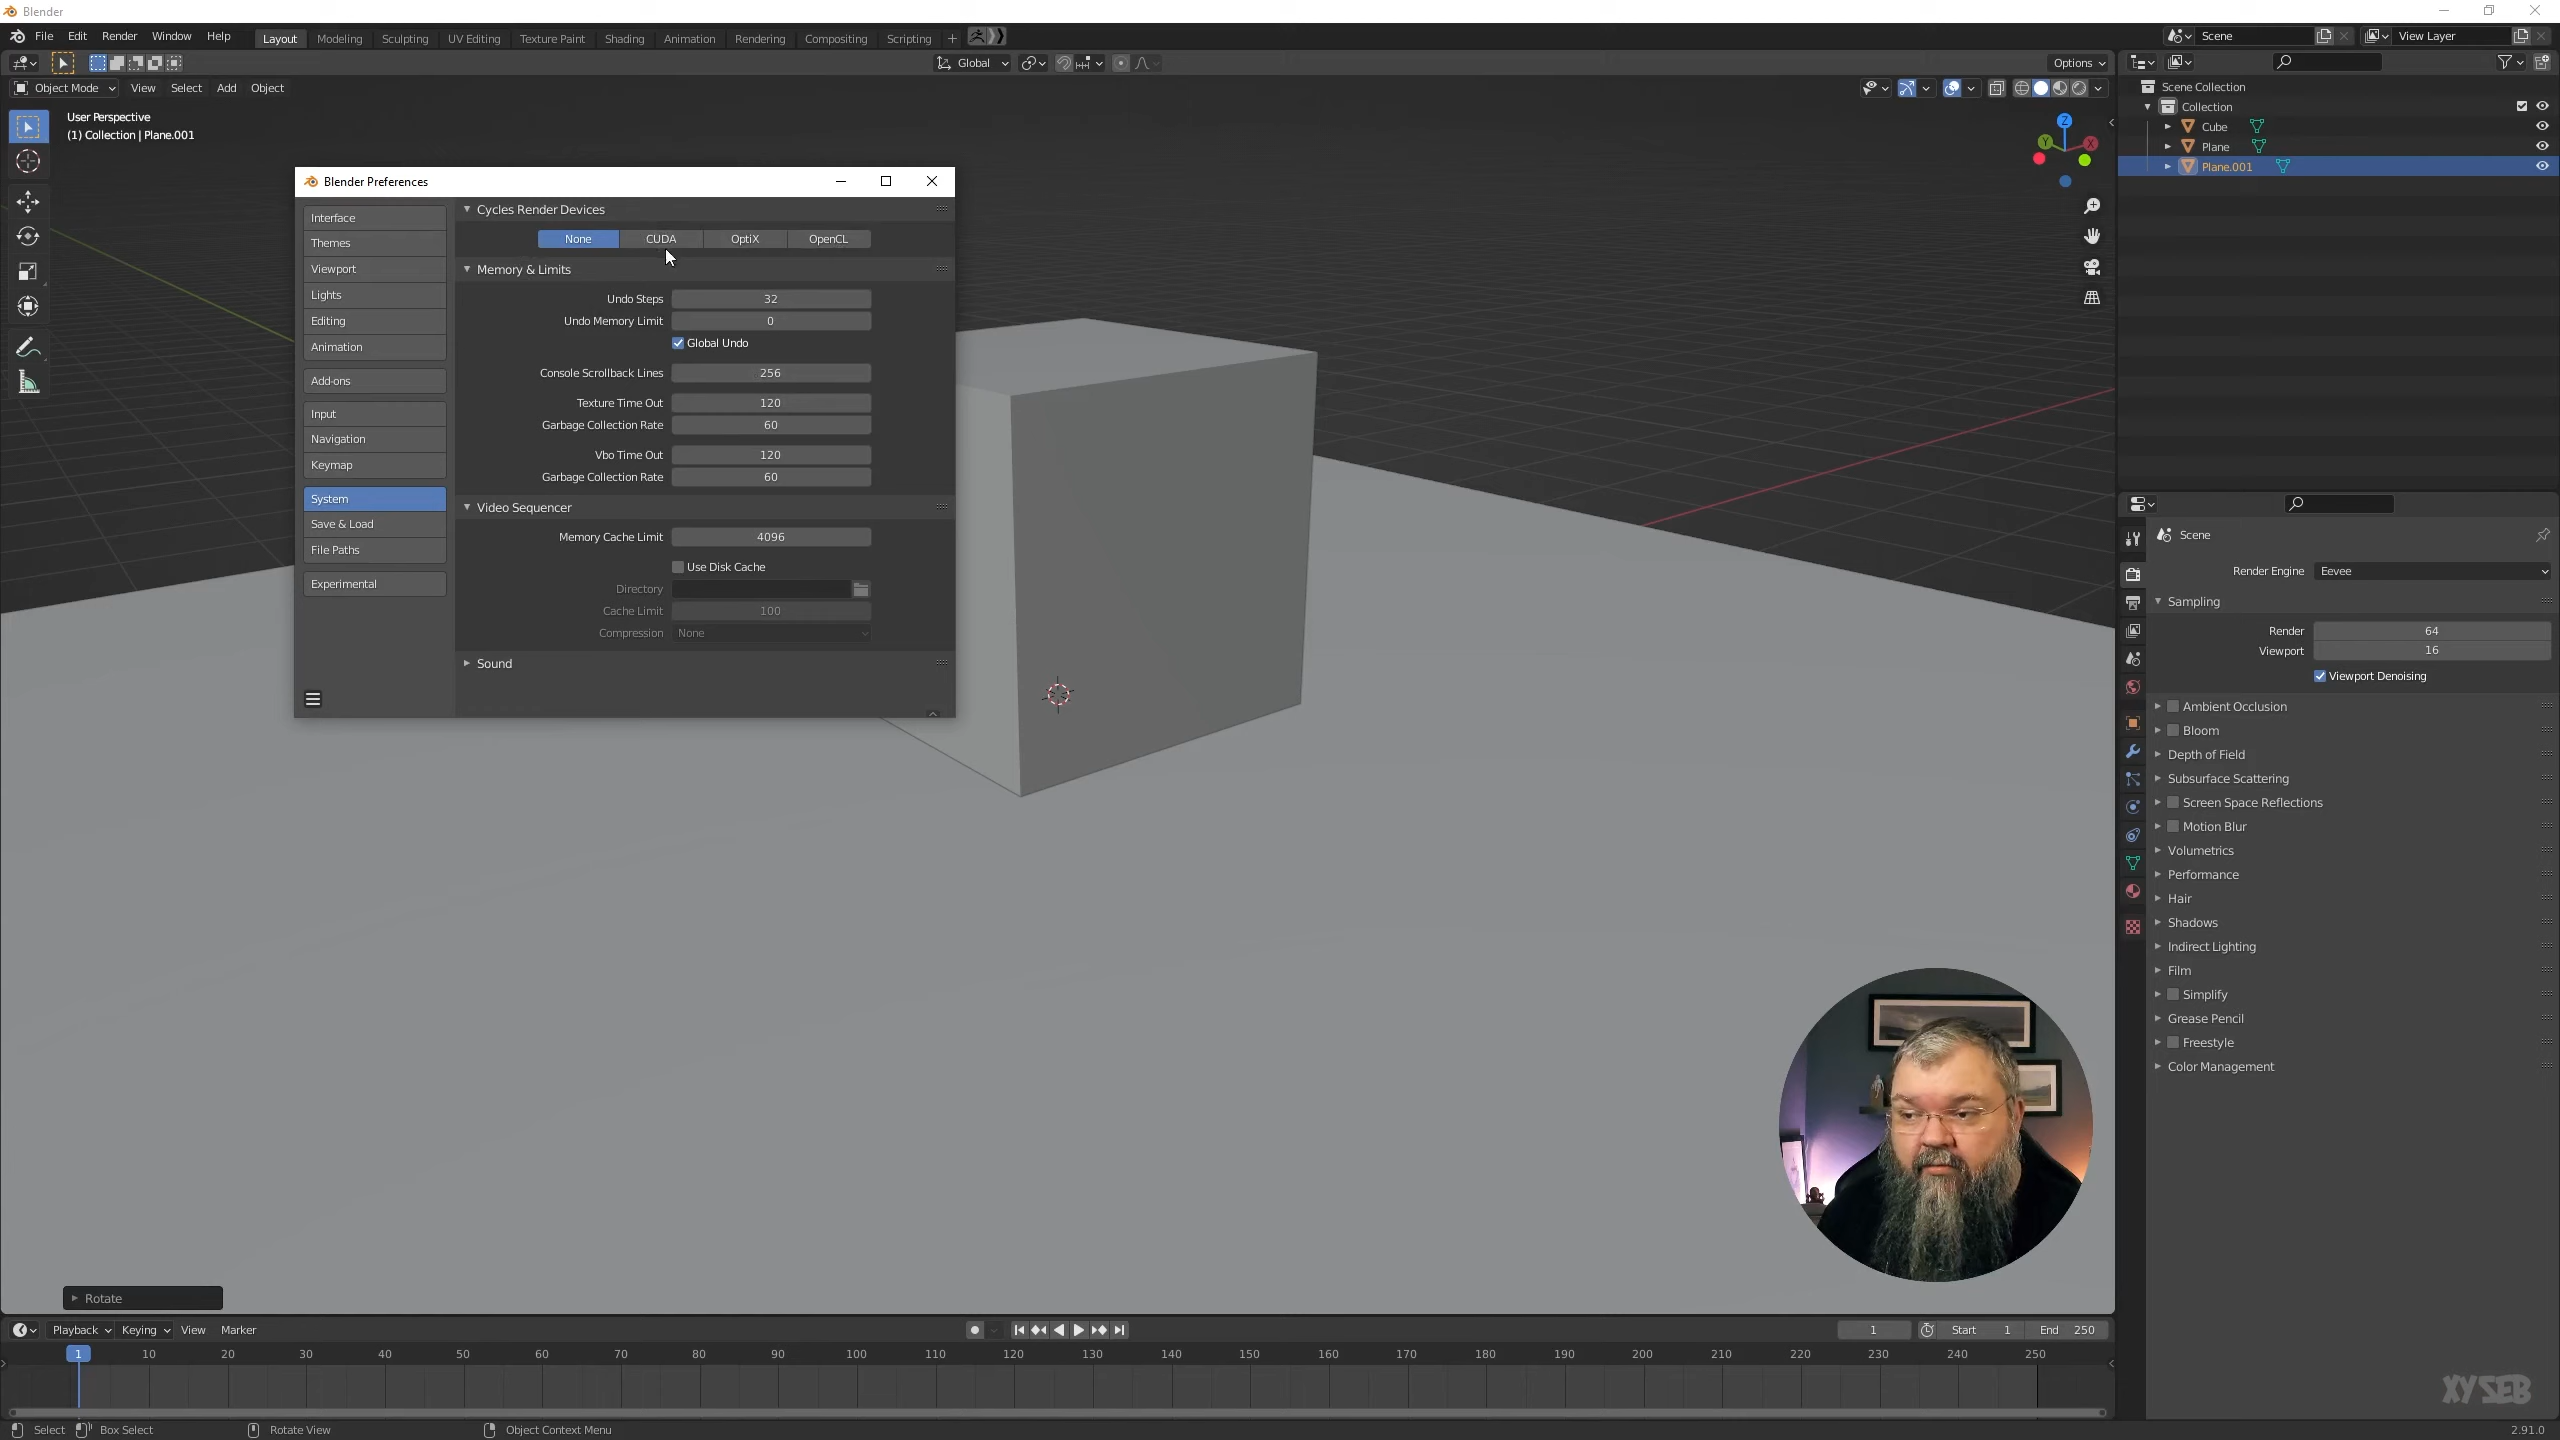 Blender
File Edit Render Window Help Layout Modeling Sculpting UV Editing Texture Paint Shading Animation Rendering Compositing Scripting + Scene View Layer
Global Options
Object Mode View Select Add Object
User Perspective
(1) Collection | Plane.001
Z
Y
X
Scene Collection
Collection
Cube
Plane
Plane.001
Blender Preferences
Interface
Themes
Viewport
Lights
Editing
Animation
Add-ons
Input
Navigation
Keymap
System
Save & Load
File Paths
Experimental
Cycles Render Devices
None CUDA OptiX OpenCL
Memory & Limits
Undo Steps 32
Undo Memory Limit 0
Global Undo
Console Scrollback Lines 256
Texture Time Out 120
Garbage Collection Rate 60
Vbo Time Out 120
Garbage Collection Rate 60
Video Sequencer
Memory Cache Limit 4096
Use Disk Cache
Directory
Cache Limit 100
Compression None
Sound
Scene
Render Engine Eevee
Sampling
Render 64
Viewport 16
Viewport Denoising
Ambient Occlusion
Bloom
Depth of Field
Subsurface Scattering
Screen Space Reflections
Motion Blur
Volumetrics
Performance
Hair
Shadows
Indirect Lighting
Film
Simplify
Grease Pencil
Freestyle
Color Management
Rotate
Playback Keying View Marker 1 Start 1 End 250
1 10 20 30 40 50 60 70 80 90 100 110 120 130 140 150 160 170 180 190 200 210 220 230 240 250
XYSEB
Select Box Select Rotate View Object Context Menu 2.91.0